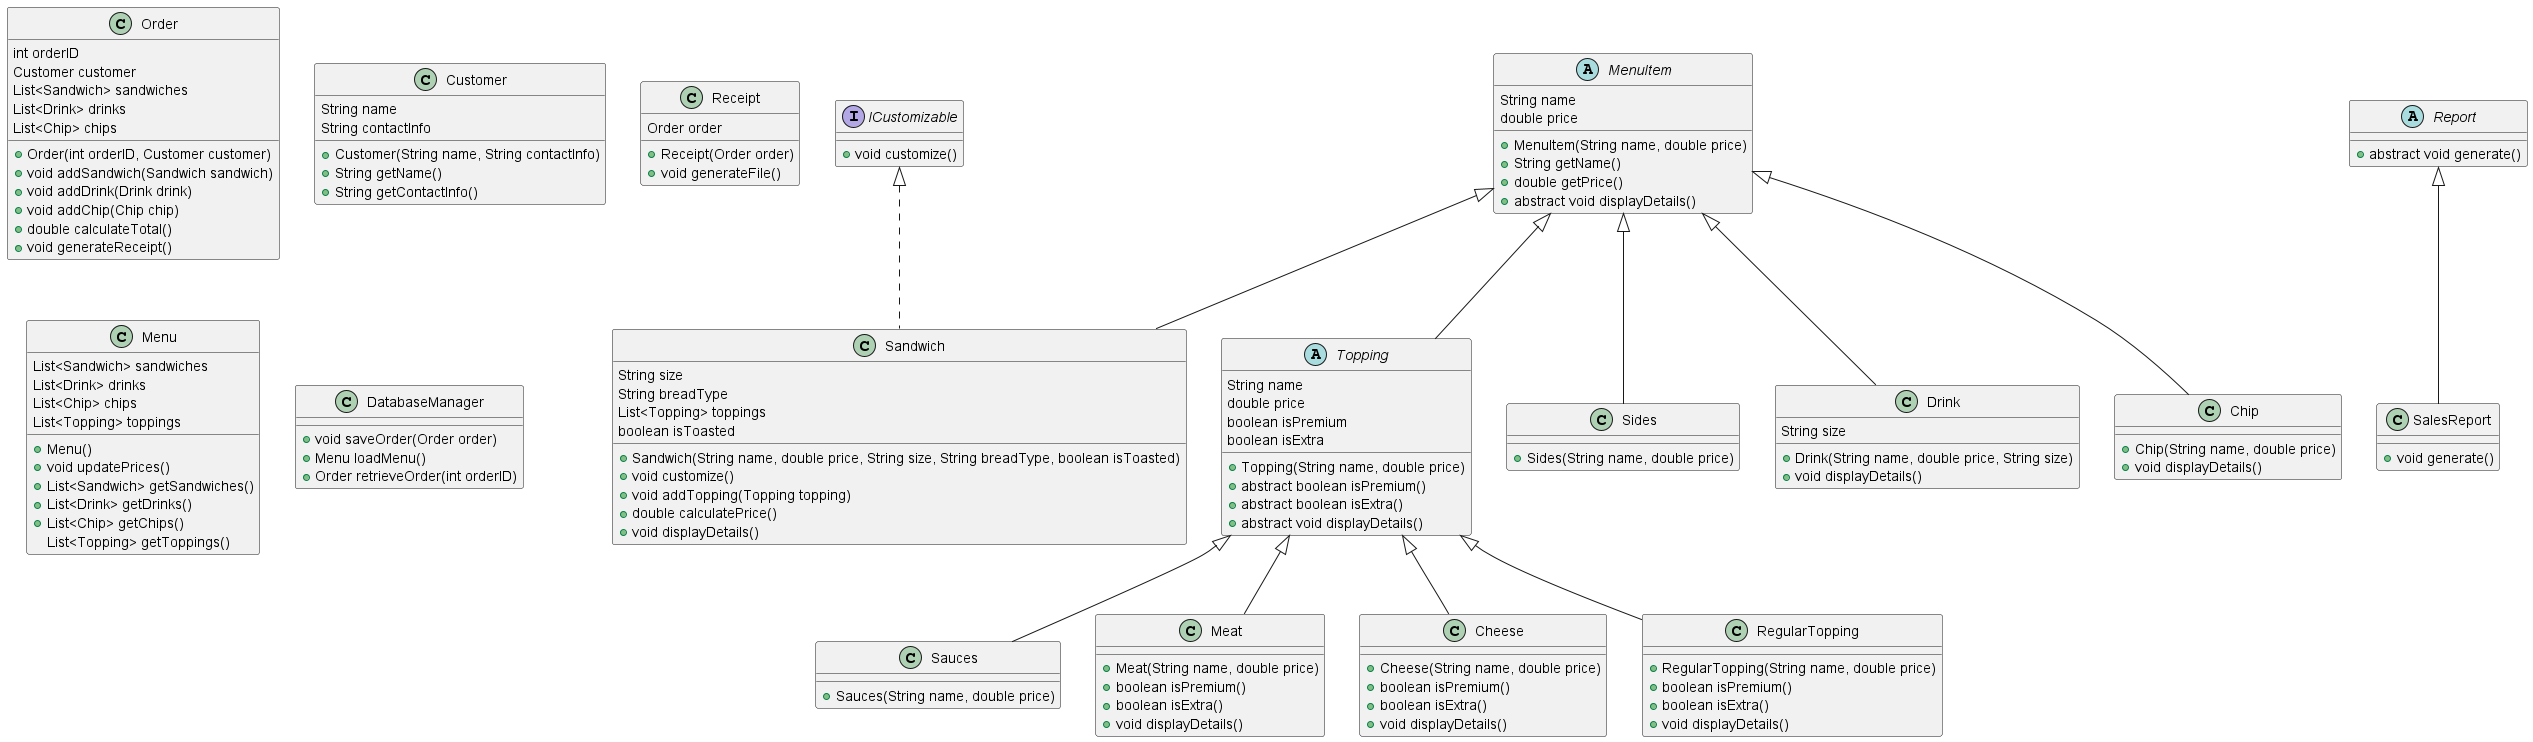 C Order
int orderID
Customer customer
List<Sandwich> sandwiches
List<Drink> drinks
List<Chip> chips
Order(int orderID, Customer customer)
void addSandwich(Sandwich sandwich)
void addDrink(Drink drink)
void addChip(Chip chip)
double calculateTotal()
void generateReceipt()
C Customer
String name
String contactInfo
Customer(String name, String contactInfo)
String getName()
String getContactInfo()
C Receipt
Order order
Receipt(Order order)
void generateFile()
I ICustomizable
void customize()
A MenuItem
String name
double price
MenuItem(String name, double price)
String getName()
double getPrice()
abstract void displayDetails()
A Report
abstract void generate()
C Menu
List<Sandwich> sandwiches
List<Drink> drinks
List<Chip> chips
List<Topping> toppings
Menu()
void updatePrices()
List<Sandwich> getSandwiches()
List<Drink> getDrinks()
List<Chip> getChips()
List<Topping> getToppings()
C DatabaseManager
void saveOrder(Order order)
Menu loadMenu()
Order retrieveOrder(int orderID)
C Sandwich
String size
String breadType
List<Topping> toppings
boolean isToasted
Sandwich(String name, double price, String size, String breadType, boolean isToasted)
void customize()
void addTopping(Topping topping)
double calculatePrice()
void displayDetails()
A Topping
String name
double price
boolean isPremium
boolean isExtra
Topping(String name, double price)
abstract boolean isPremium()
abstract boolean isExtra()
abstract void displayDetails()
C Sides
Sides(String name, double price)
C Drink
String size
Drink(String name, double price, String size)
void displayDetails()
C Chip
Chip(String name, double price)
void displayDetails()
C SalesReport
void generate()
C Sauces
Sauces(String name, double price)
C Meat
Meat(String name, double price)
boolean isPremium()
boolean isExtra()
void displayDetails()
C Cheese
Cheese(String name, double price)
boolean isPremium()
boolean isExtra()
void displayDetails()
C RegularTopping
RegularTopping(String name, double price)
boolean isPremium()
boolean isExtra()
void displayDetails()